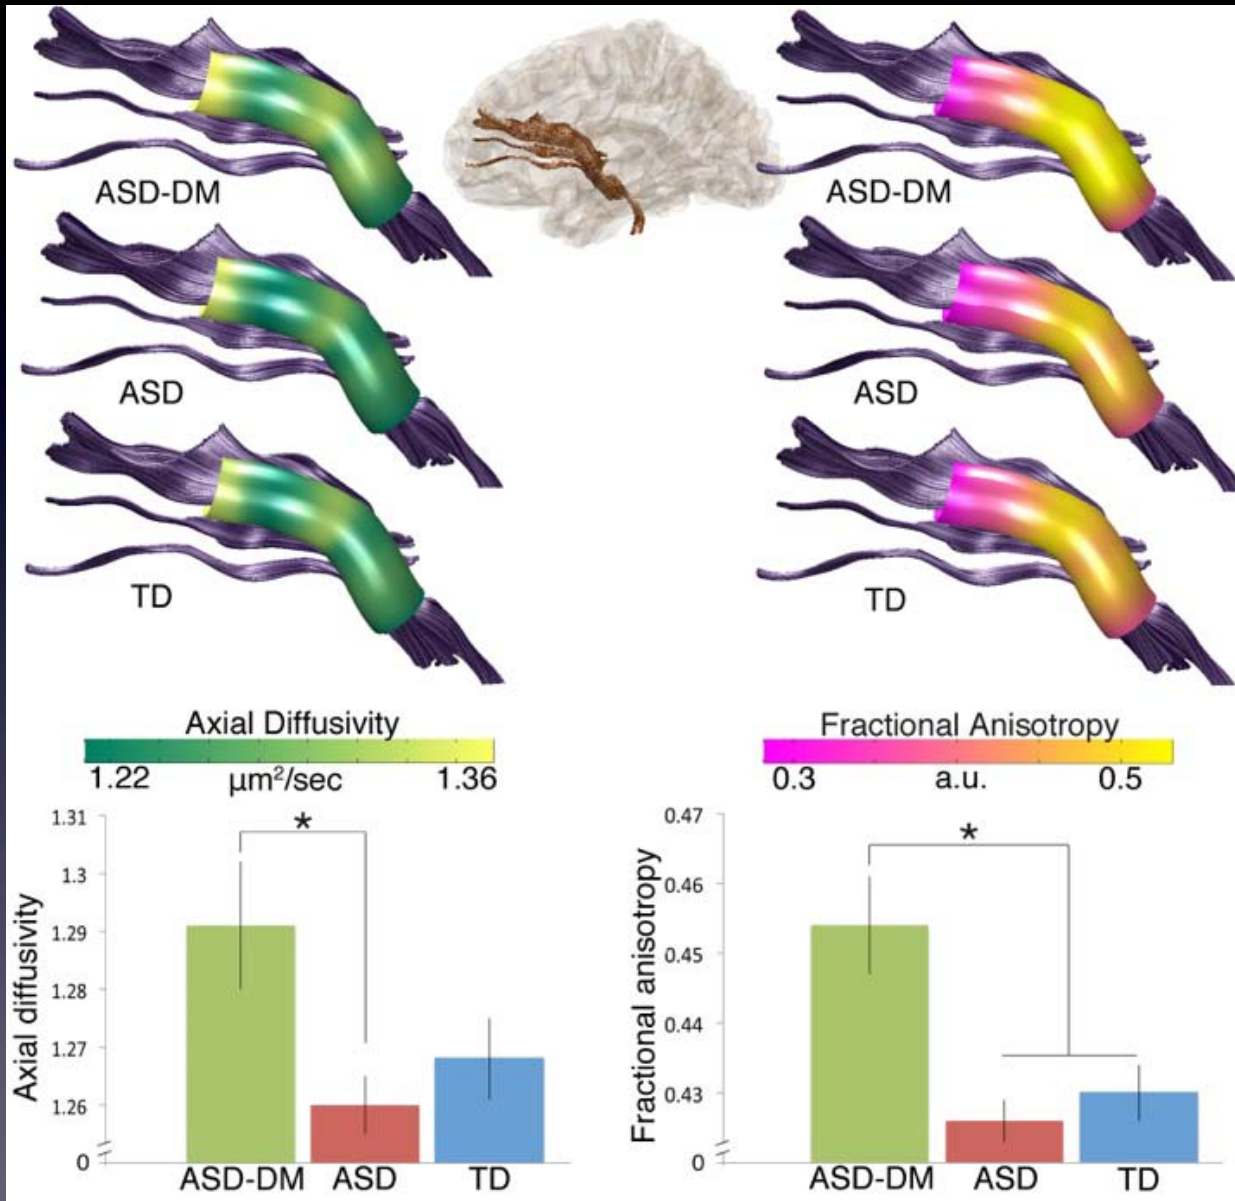 ASD-DM
ASD
TD
ASD-DM
ASD
TD
Axial Diffusivity
1.22 μm²/sec 1.36
Fractional Anisotropy
0.3 a.u. 0.5
Axial diffusivity
1.31
1.3
1.29
1.28
1.27
1.26
0
*
ASD-DM ASD TD
Fractional anisotropy
0.47
0.46
0.45
0.44
0.43
0
*
ASD-DM ASD TD